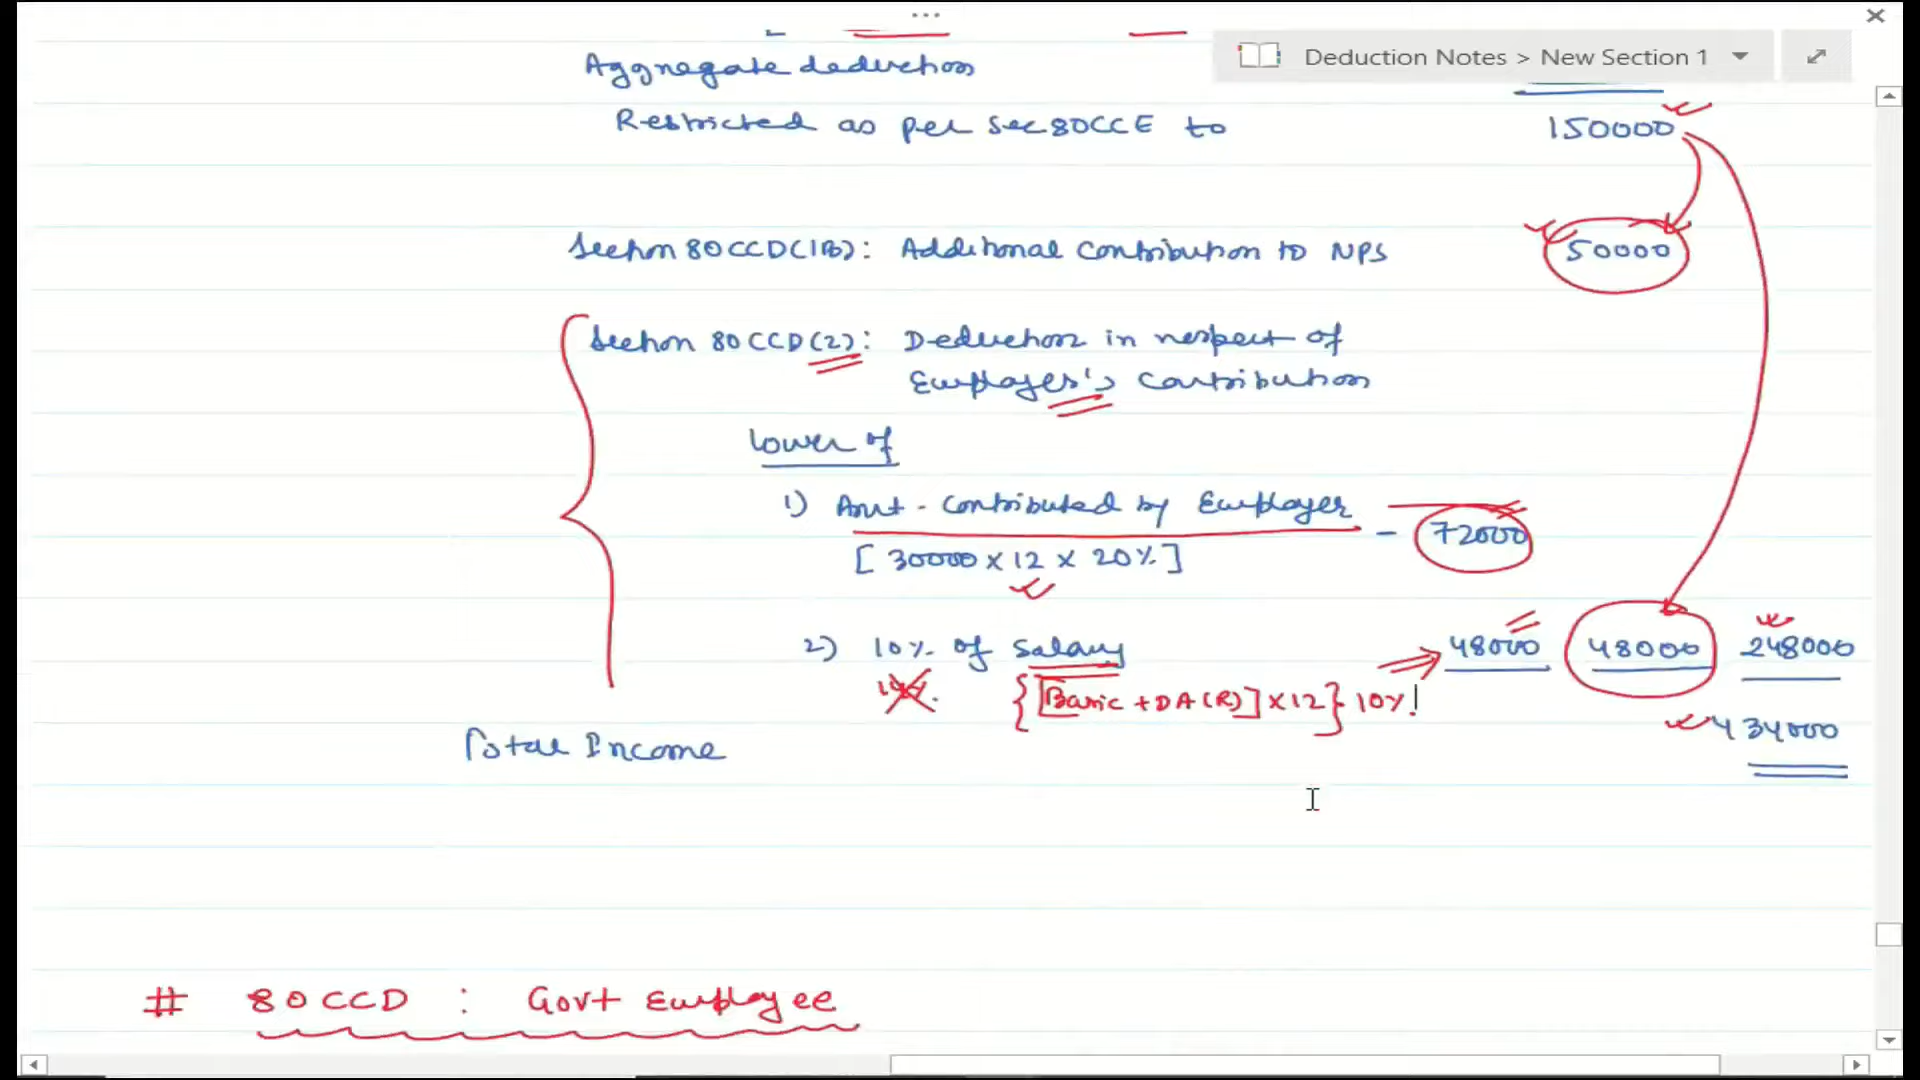 ...
Deduction Notes > New Section 1
Aggregate deduction
Restricted as per Sec 80CCE to 150000
Section 80CCD(1B): Additional Contribution to NPS 50000
Section 80CCD(2): Deduction in respect of
Employer's contribution
lower of
1) Amt. Contributed by Employer - 72000
[ 30000 x 12 x 20% ]
2) 10% of salary 48000 48000 248000
{[Basic + DA(R)] x 12} 10%
434000
Total Income
# 80CCD : Govt Employee